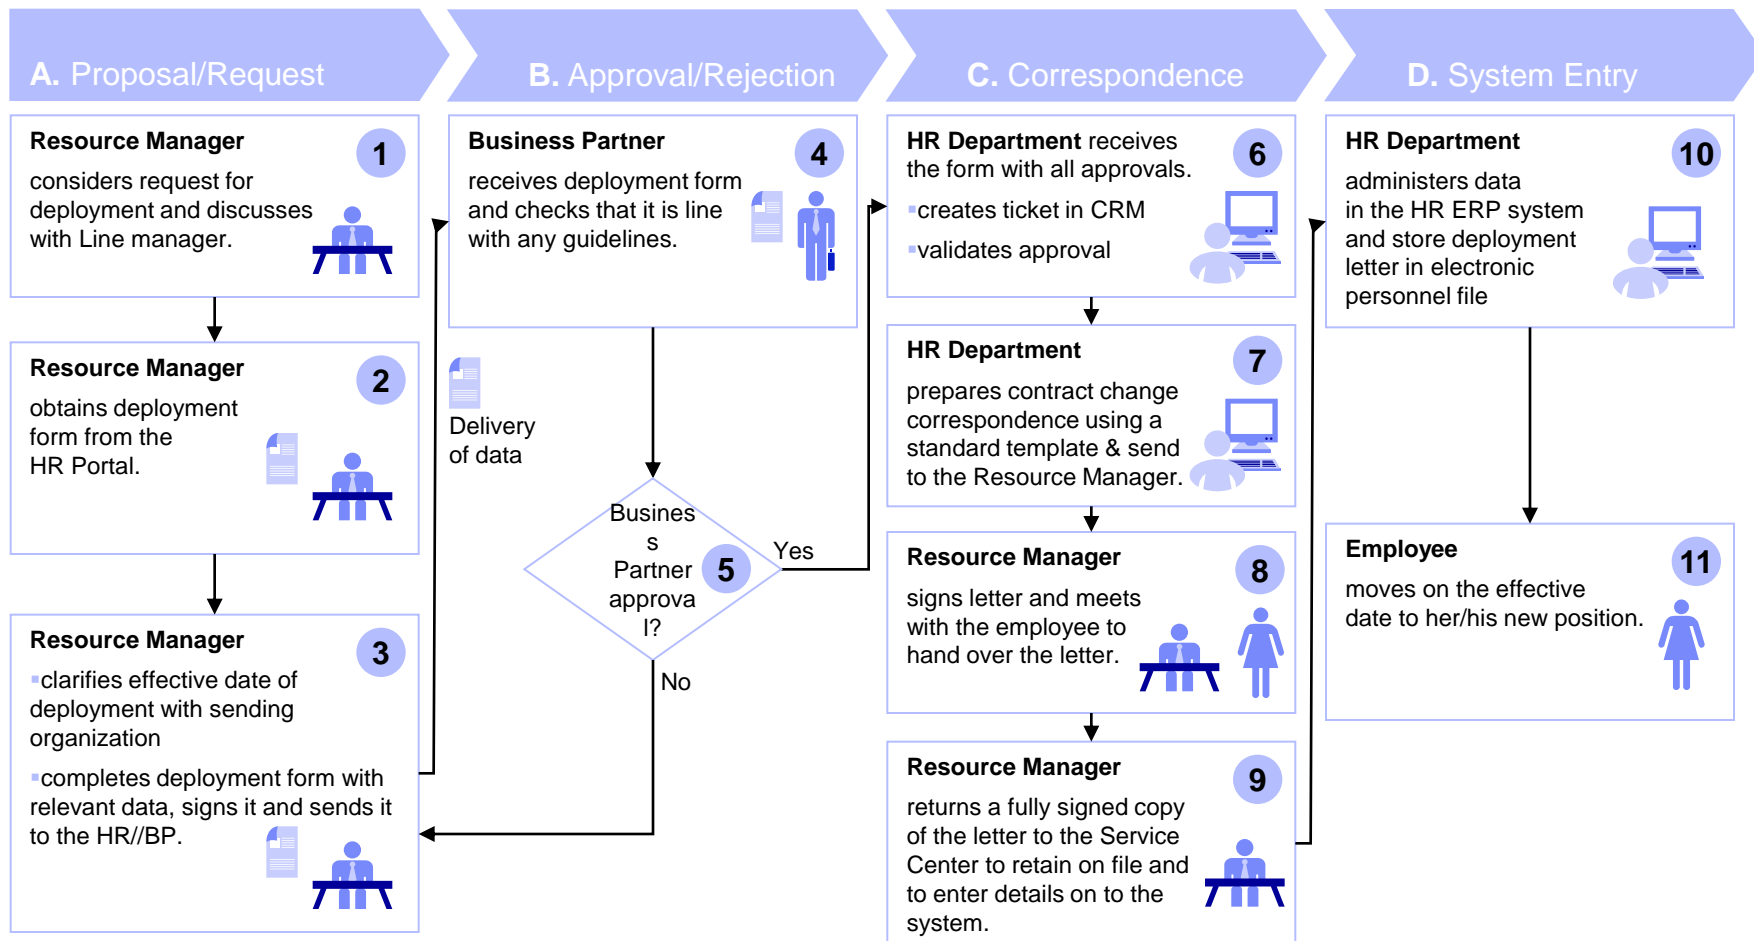 A. Proposal/Request
B. Approval/Rejection
C. Correspondence
D. System Entry
Resource Manager
1
considers request for
deployment and discusses
with Line manager.
Resource Manager
2
obtains deployment
form from the
HR Portal.
Resource Manager
3
▪clarifies effective date of
deployment with sending
organization
▪completes deployment form with
relevant data, signs it and sends it
to the HR//BP.
Business Partner
4
receives deployment form
and checks that it is line
with any guidelines.
Delivery
of data
Busines
s
Partner
approva
l?
5
Yes
No
HR Department receives
the form with all approvals.
6
▪creates ticket in CRM
▪validates approval
HR Department
7
prepares contract change
correspondence using a
standard template & send
to the Resource Manager.
Resource Manager
8
signs letter and meets
with the employee to
hand over the letter.
Resource Manager
9
returns a fully signed copy
of the letter to the Service
Center to retain on file and
to enter details on to the
system.
HR Department
10
administers data
in the HR ERP system
and store deployment
letter in electronic
personnel file
Employee
11
moves on the effective
date to her/his new position.